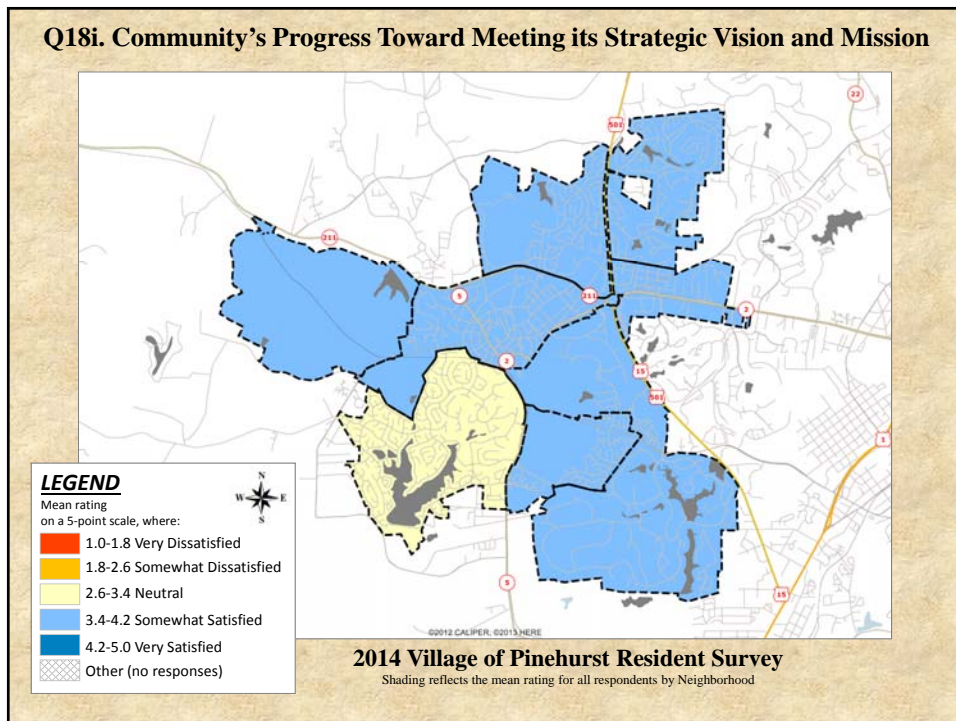 Q18i. Community's Progress Toward Meeting its Strategic Vision and Mission
22
501
211
5
211
2
2
15
501
1
5
15
©2012 CALIPER, ©2013 HERE
LEGEND
Mean rating
on a 5-point scale, where:
N
W E
S
1.0-1.8 Very Dissatisfied
1.8-2.6 Somewhat Dissatisfied
2.6-3.4 Neutral
3.4-4.2 Somewhat Satisfied
4.2-5.0 Very Satisfied
Other (no responses)
2014 Village of Pinehurst Resident Survey
Shading reflects the mean rating for all respondents by Neighborhood